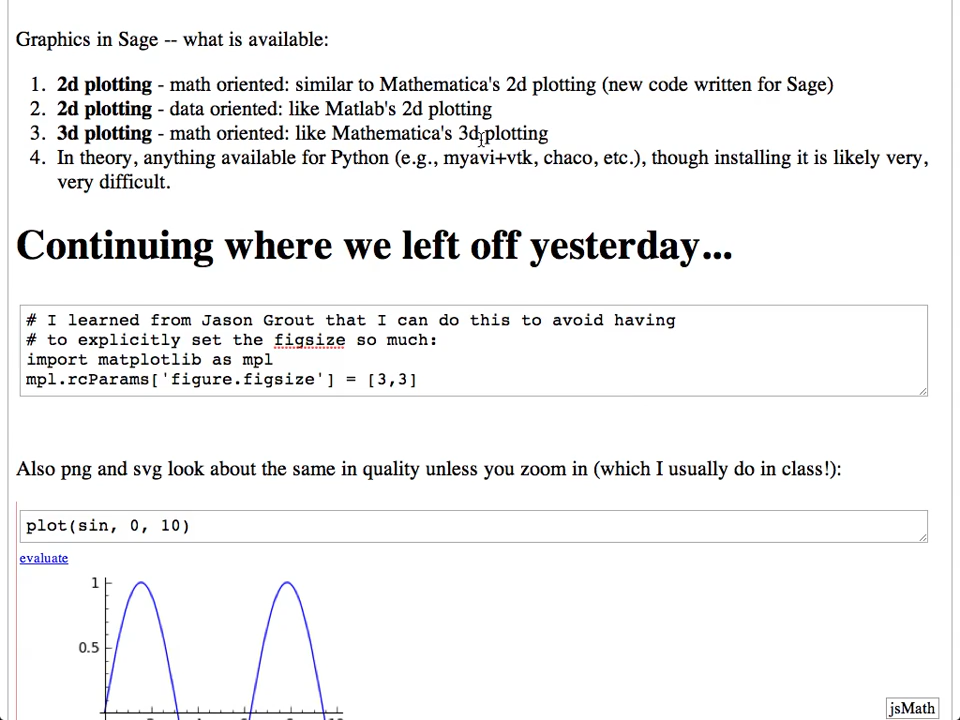 Graphics in Sage -- what is available:
1. 2d plotting - math oriented: similar to Mathematica's 2d plotting (new code written for Sage)
2. 2d plotting - data oriented: like Matlab's 2d plotting
3. 3d plotting - math oriented: like Mathematica's 3d plotting
4. In theory, anything available for Python (e.g., myavi+vtk, chaco, etc.), though installing it is likely very,
very difficult.
Continuing where we left off yesterday...
# I learned from Jason Grout that I can do this to avoid having
# to explicitly set the figsize so much:
import matplotlib as mpl
mpl.rcParams['figure.figsize'] = [3,3]
Also png and svg look about the same in quality unless you zoom in (which I usually do in class!):
plot(sin, 0, 10)
evaluate
1
0.5
jsMath